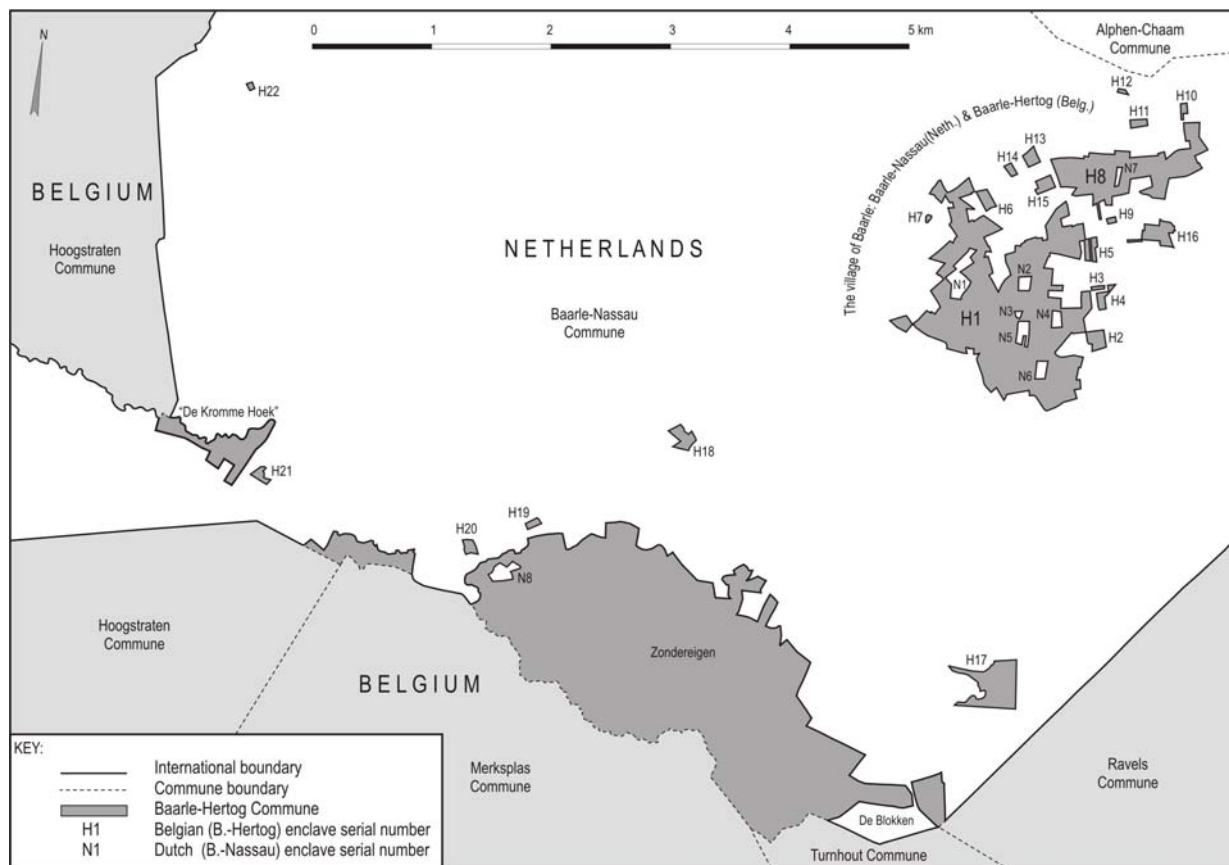 N
0
1
2
3
4
5 km
Alphen-Chaam
Commune
H22
H12
H10
H11
The village of Baarle: Baarle-Nassau(Neth.) & Baarle-Hertog (Belg.)
H13
H14
H8
N7
H15
BELGIUM
H6
H7
H9
H16
Hoogstraten
Commune
NETHERLANDS
H5
N1
N2
H3
H4
Baarle-Nassau
Commune
H1
N3
N4
N5
H2
N6
"De Kromme Hoek"
H21
H18
H19
H20
N8
Hoogstraten
Commune
Zondereigen
H17
BELGIUM
Merksplas
Commune
Ravels
Commune
De Blokken
Turnhout Commune
KEY:
International boundary
Commune boundary
Baarle-Hertog Commune
H1 Belgian (B.-Hertog) enclave serial number
N1 Dutch (B.-Nassau) enclave serial number